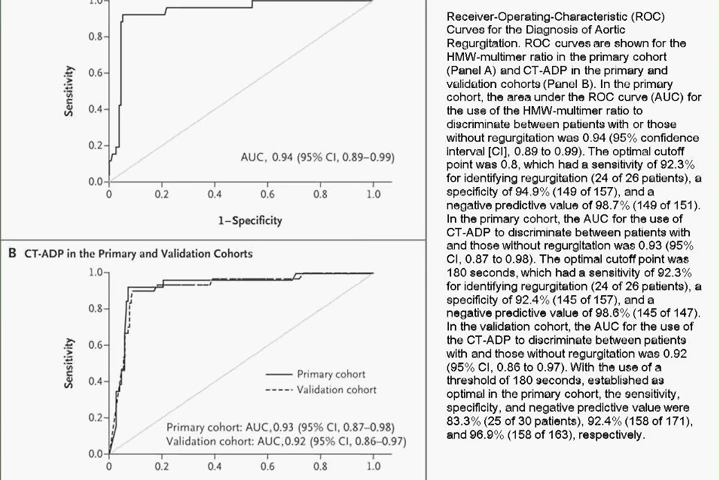 1.0
0.8
0.6
0.4
0.2
0.0
Sensitivity
AUC, 0.94 (95% CI, 0.89–0.99)
0 0.2 0.4 0.6 0.8 1.0
1–Specificity
B CT-ADP in the Primary and Validation Cohorts
1.0
0.8
0.6
0.4
0.2
0.0
Sensitivity
Primary cohort
Validation cohort
Primary cohort: AUC,0.93 (95% CI, 0.87–0.98)
Validation cohort: AUC,0.92 (95% CI, 0.86–0.97)
0 0.2 0.4 0.6 0.8 1.0
Receiver-Operating-Characteristic (ROC)
Curves for the Diagnosis of Aortic
Regurgitation. ROC curves are shown for the
HMW-multimer ratio in the primary cohort
(Panel A) and CT-ADP in the primary and
validation cohorts (Panel B). In the primary
cohort, the area under the ROC curve (AUC) for
the use of the HMW-multimer ratio to
discriminate between patients with or those
without regurgitation was 0.94 (95% confidence
interval [CI], 0.89 to 0.99). The optimal cutoff
point was 0.8, which had a sensitivity of 92.3%
for identifying regurgitation (24 of 26 patients), a
specificity of 94.9% (149 of 157), and a
negative predictive value of 98.7% (149 of 151).
In the primary cohort, the AUC for the use of
CT-ADP to discriminate between patients with
and those without regurgitation was 0.93 (95%
CI, 0.87 to 0.98). The optimal cutoff point was
180 seconds, which had a sensitivity of 92.3%
for identifying regurgitation (24 of 26 patients), a
specificity of 92.4% (145 of 157), and a
negative predictive value of 98.6% (145 of 147).
In the validation cohort, the AUC for the use of
the CT-ADP to discriminate between patients
with and those without regurgitation was 0.92
(95% CI, 0.86 to 0.97). With the use of a
threshold of 180 seconds, established as
optimal in the primary cohort, the sensitivity,
specificity, and negative predictive value were
83.3% (25 of 30 patients), 92.4% (158 of 171),
and 96.9% (158 of 163), respectively.